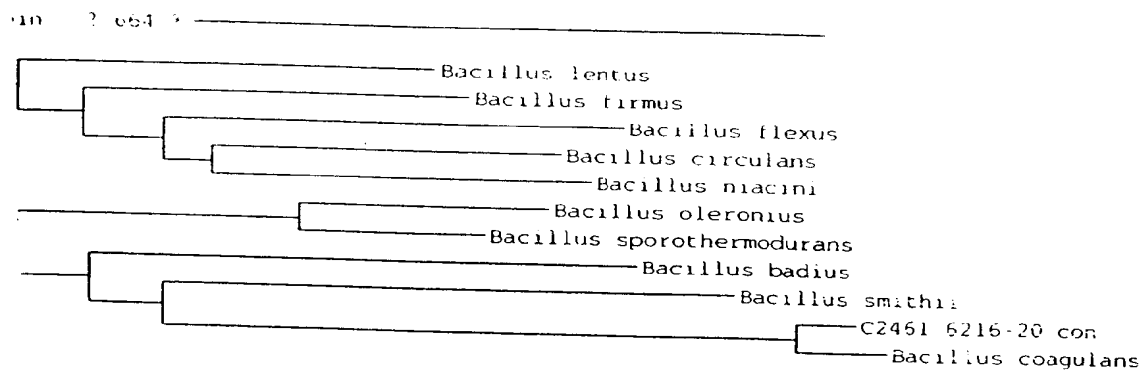 Bacillus lentus
Bacillus firmus
Bacillus flexus
Bacillus circulans
Bacillus niacini
Bacillus oleronius
Bacillus sporothermodurans
Bacillus badius
Bacillus smithii
C2461 6216-20 con
Bacillus coagulans